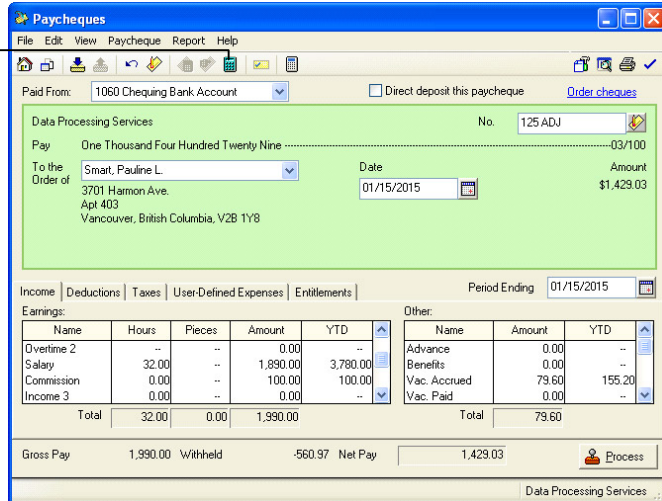 Paycheques
File Edit View Paycheque Report Help
Paid From: 1060 Chequing Bank Account Direct deposit this paycheque Order cheques
Data Processing Services No. 125 ADJ
Pay One Thousand Four Hundred Twenty Nine ---03/100
To the Order of Smart, Pauline L. Date Amount
3701 Harmon Ave. 01/15/2015 $1,429.03
Apt 403
Vancouver, British Columbia, V2B 1Y8
Income Deductions Taxes User-Defined Expenses Entitlements Period Ending 01/15/2015
Earnings: Other:
Name Hours Pieces Amount YTD Name Amount YTD
Overtime 2 -- -- 0.00 -- Advance 0.00 --
Salary 32.00 -- 1,890.00 3,780.00 Benefits 0.00 --
Commission 0.00 -- 100.00 100.00 Vac. Accrued 79.60 155.20
Income 3 0.00 -- 0.00 -- Vac. Paid 0.00 --
Total 32.00 0.00 1,990.00 Total 79.60
Gross Pay 1,990.00 Withheld -560.97 Net Pay 1,429.03 Process
Data Processing Services